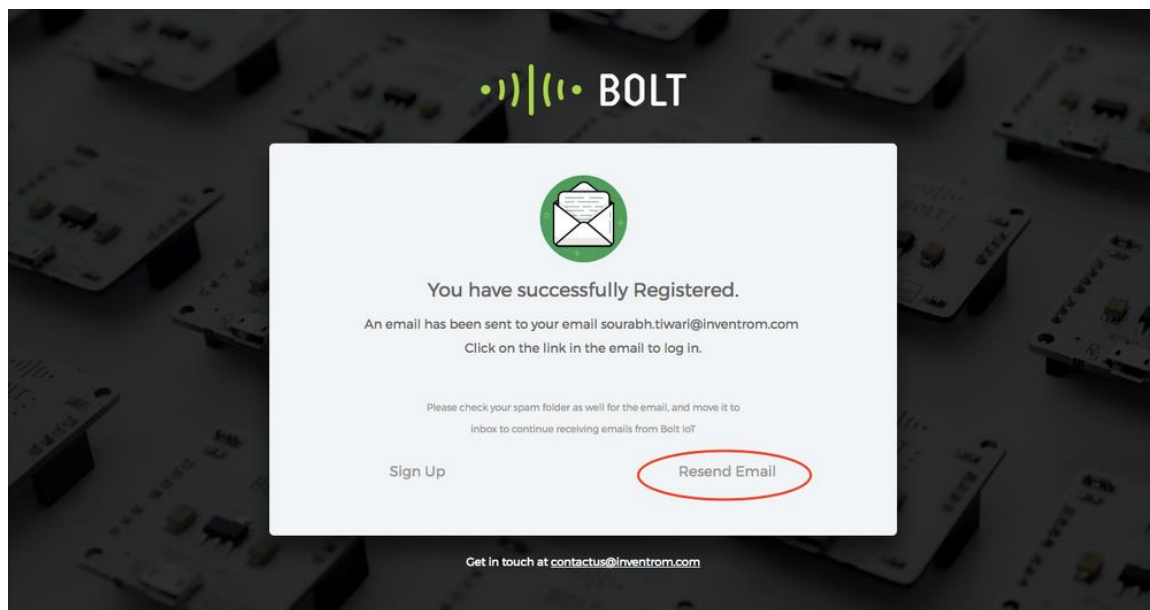 BOLT
You have successfully Registered.
An email has been sent to your email sourabh.tiwari@inventrom.com
Click on the link in the email to log in.
Please check your spam folder as well for the email, and move it to
inbox to continue receiving emails from Bolt IoT
Sign Up
Resend Email
Get in touch at contactus@inventrom.com